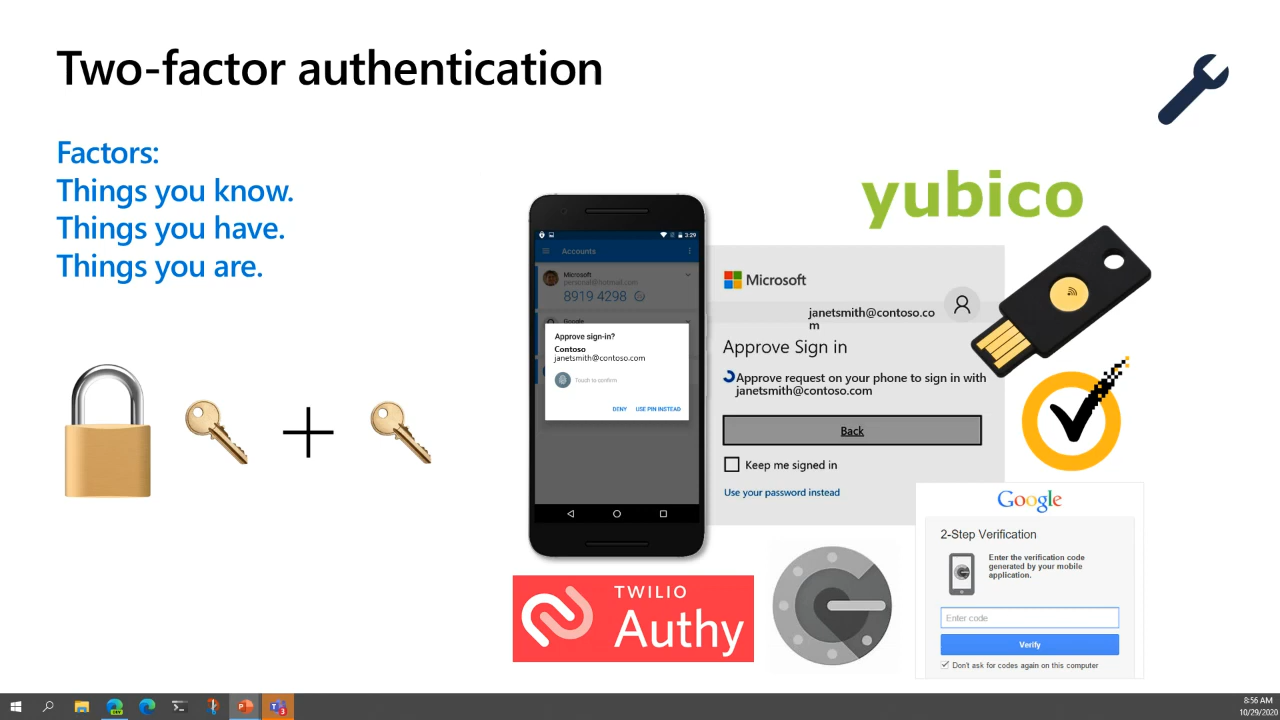 Two-factor authentication
Factors:
Things you know.
Things you have.
Things you are.
3:29
Accounts
Microsoft
personal@hotmail.com
8919 4298
Google
Approve sign-in?
Contoso
janetsmith@contoso.com
Touch to confirm
DENY USE PIN INSTEAD
yubico
Microsoft
janetsmith@contoso.co
m
Approve Sign in
Approve request on your phone to sign in with
janetsmith@contoso.com
Back
Keep me signed in
Use your password instead
TWILIO
Authy
Google
2-Step Verification
Enter the verification code
generated by your mobile
application.
Enter code
Verify
Don't ask for codes again on this computer
8:56 AM
10/29/2020